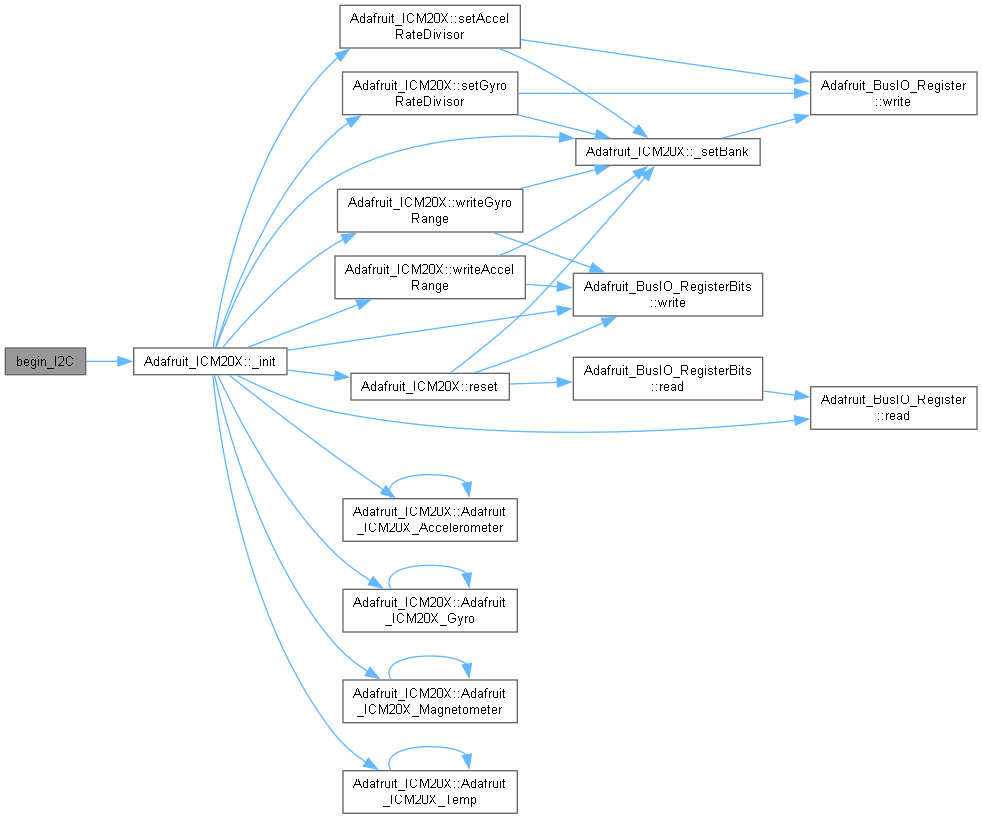 Adafruit_ICM20X::setAccel
RateDivisor
Adafruit_ICM20X::setGyro
RateDivisor
Adafruit_BusIO_Register
::write
Adafruit_ICM20X::_setBank
Adafruit_ICM20X::writeGyro
Range
Adafruit_ICM20X::writeAccel
Range
Adafruit_BusIO_RegisterBits
::write
begin_I2C
Adafruit_ICM20X::_init
Adafruit_ICM20X::reset
Adafruit_BusIO_RegisterBits
::read
Adafruit_BusIO_Register
::read
Adafruit_ICM20X::Adafruit
_ICM20X_Accelerometer
Adafruit_ICM20X::Adafruit
_ICM20X_Gyro
Adafruit_ICM20X::Adafruit
_ICM20X_Magnetometer
Adafruit_ICM20X::Adafruit
_ICM20X_Temp